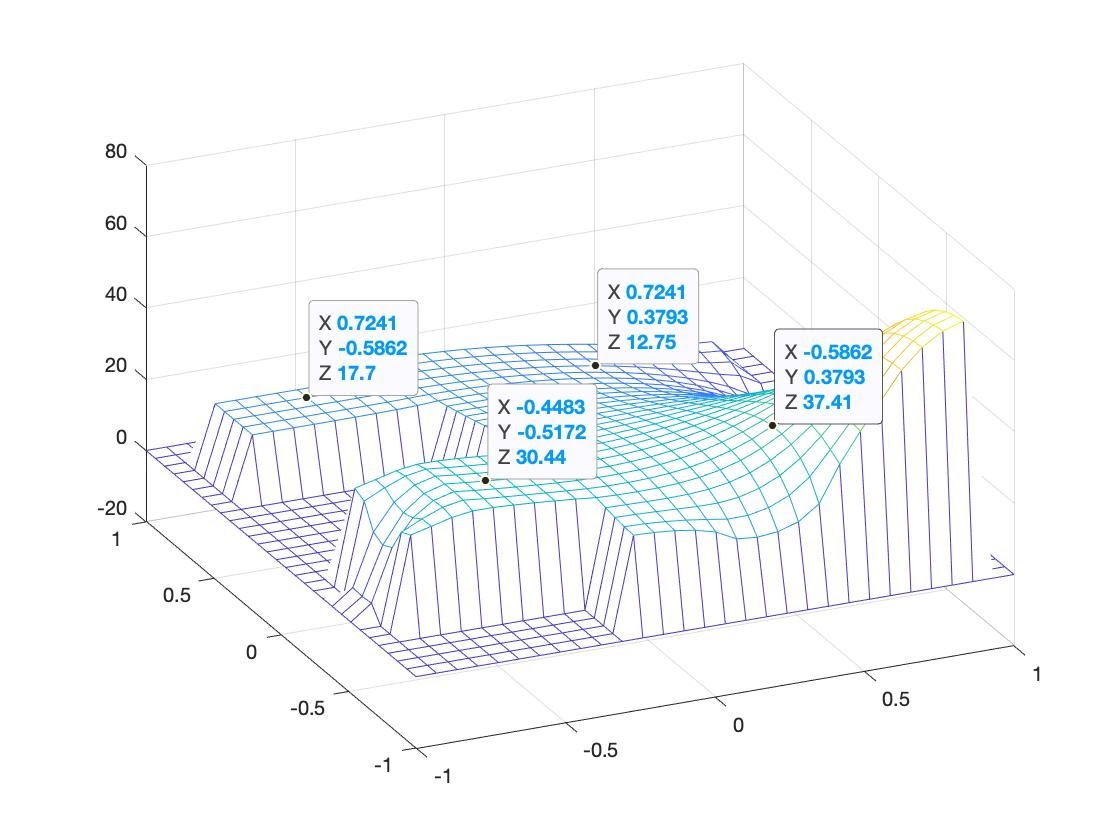 80
60
40
20
0
-20
X 0.7241
Y -0.5862
Z 17.7
X 0.7241
Y 0.3793
Z 12.75
X -0.5862
Y 0.3793
Z 37.41
X -0.4483
Y -0.5172
Z 30.44
1
0.5
0
-0.5
-1
-1
-0.5
0
0.5
1